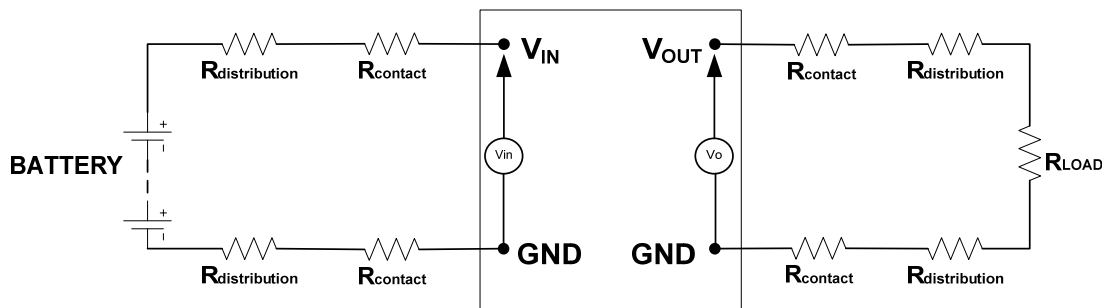 VIN
VOUT
Rdistribution
Rcontact
Rcontact
Rdistribution
+
-
BATTERY
Vin
Vo
RLOAD
+
-
GND
GND
Rdistribution
Rcontact
Rcontact
Rdistribution